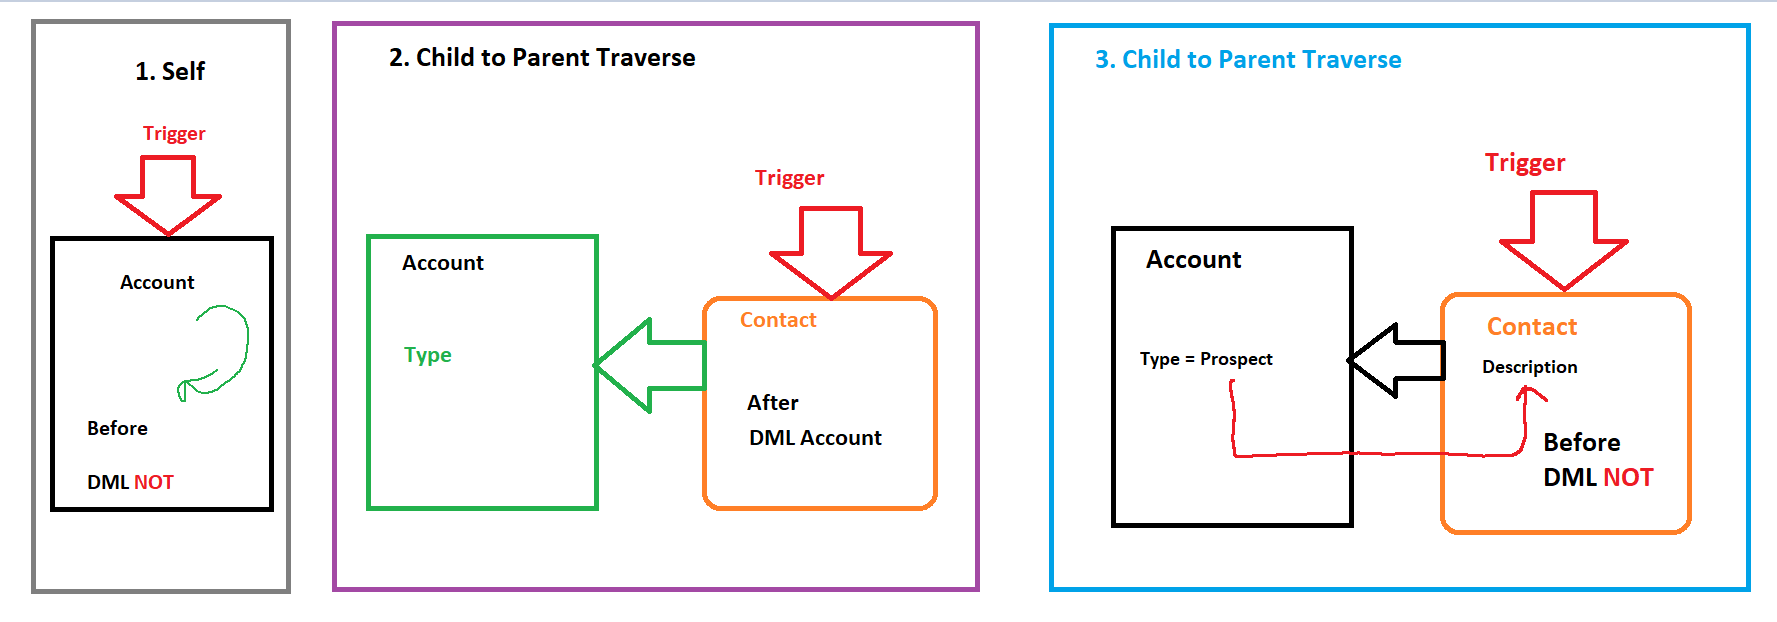 1. Self
Trigger
Account
Before
DML NOT
2. Child to Parent Traverse
Trigger
Account
Type
Contact
After
DML Account
3. Child to Parent Traverse
Trigger
Account
Type = Prospect
Contact
Description
Before
DML NOT